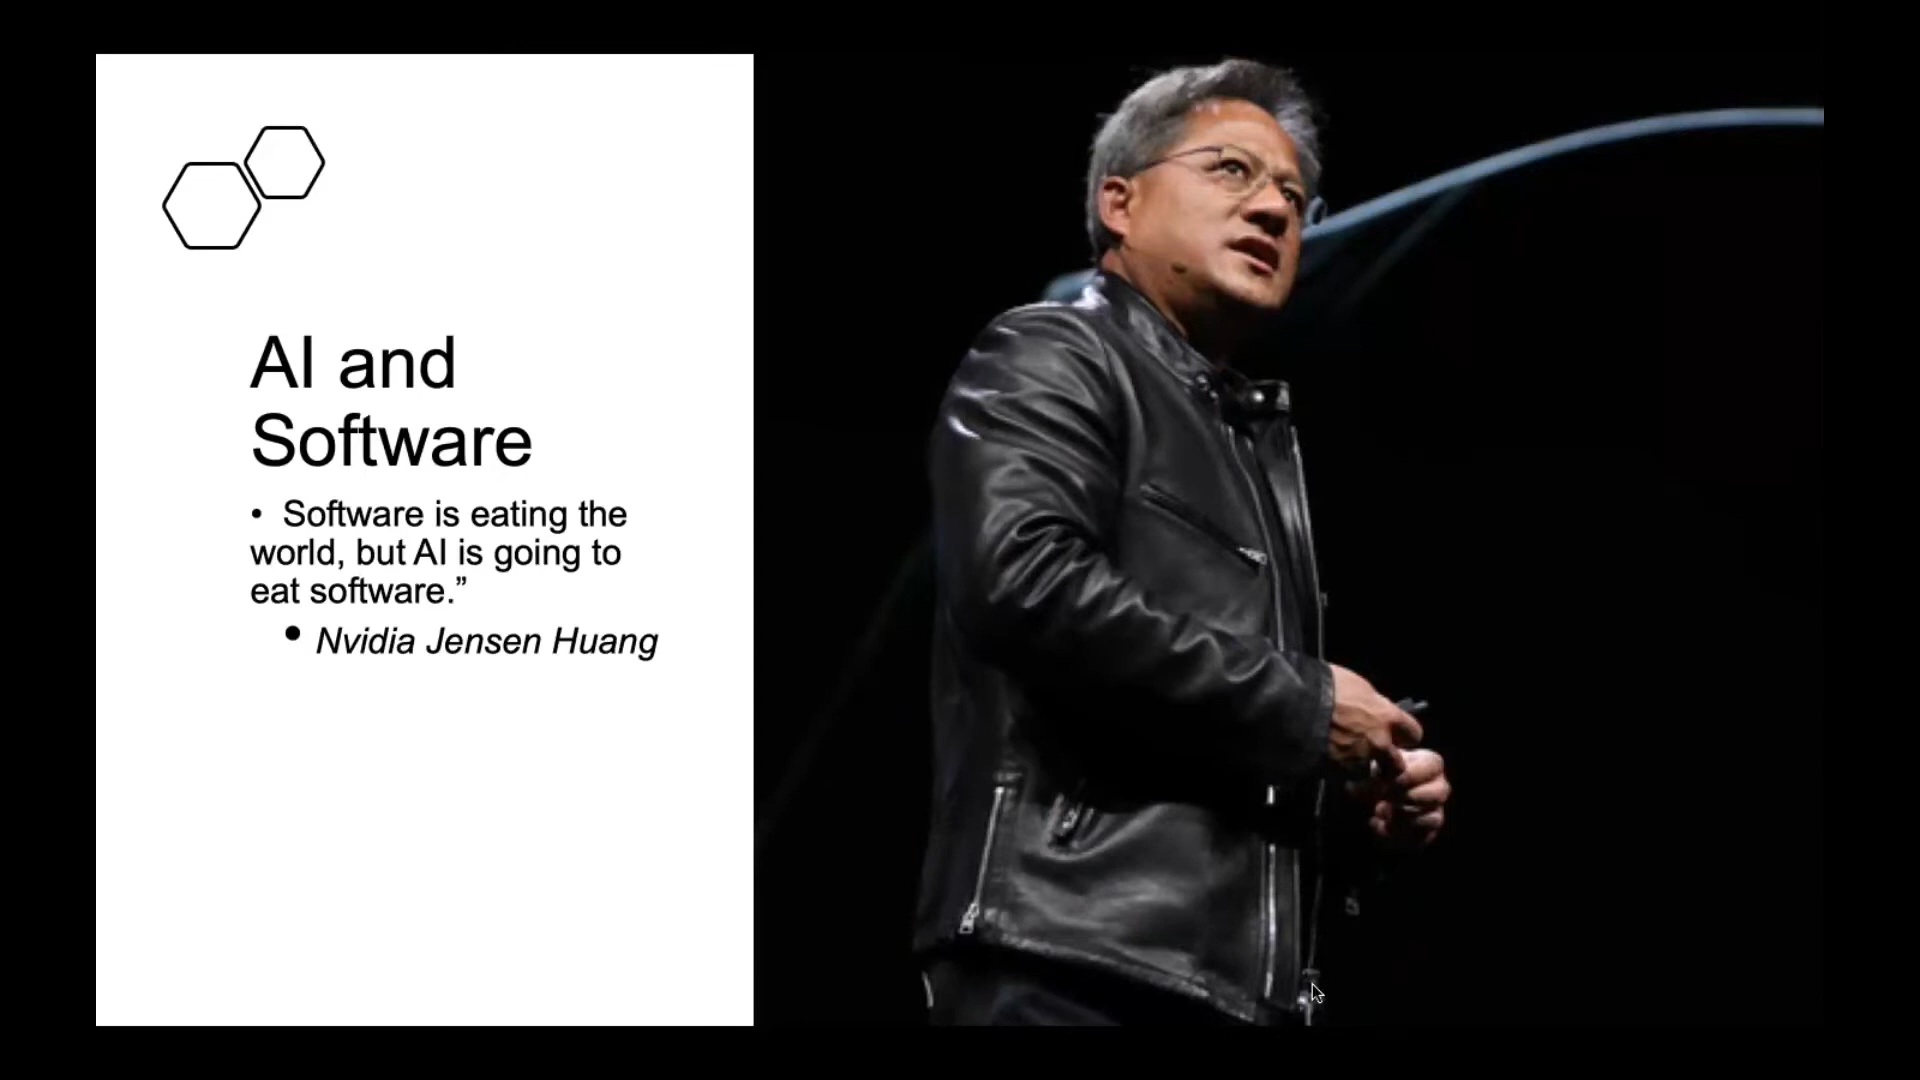 AI and
Software
• Software is eating the
world, but AI is going to
eat software.”
• Nvidia Jensen Huang